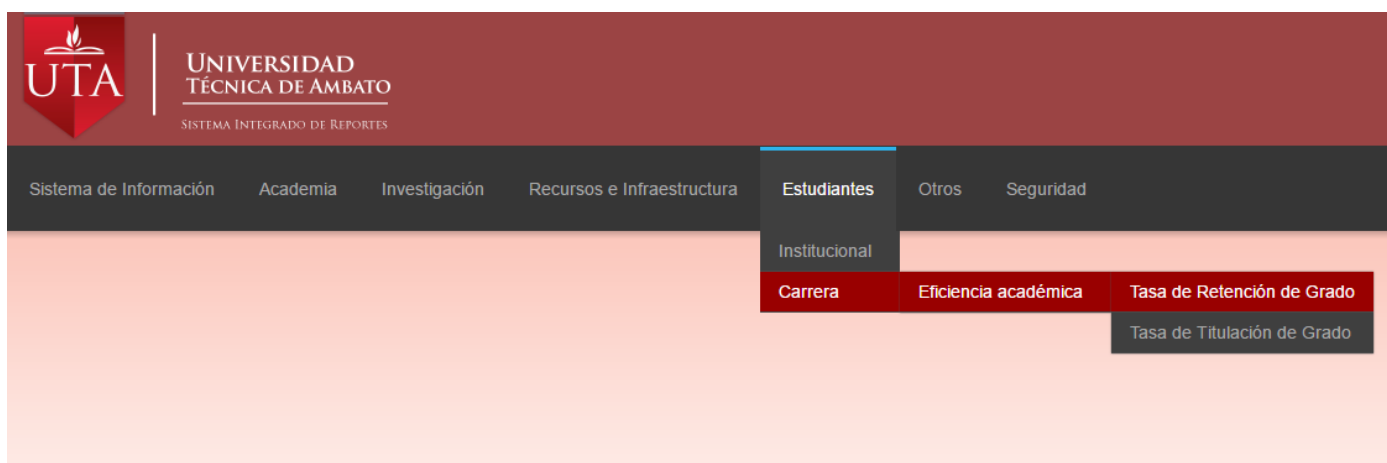 UTA
UNIVERSIDAD
TÉCNICA DE AMBATO
SISTEMA INTEGRADO DE REPORTES
Sistema de Información Academia Investigación Recursos e Infraestructura Estudiantes Otros Seguridad
Institucional
Carrera Eficiencia académica Tasa de Retención de Grado
Tasa de Titulación de Grado